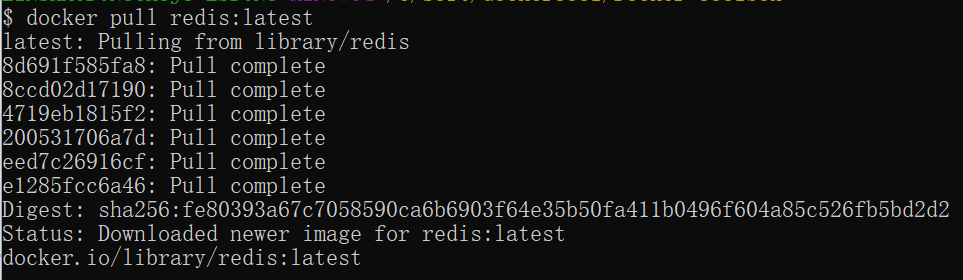 $ docker pull redis:latest
latest: Pulling from library/redis
8d691f585fa8: Pull complete
8ccd02d17190: Pull complete
4719eb1815f2: Pull complete
200531706a7d: Pull complete
eed7c26916cf: Pull complete
e1285fcc6a46: Pull complete
Digest: sha256:fe80393a67c7058590ca6b6903f64e35b50fa411b0496f604a85c526fb5bd2d2
Status: Downloaded newer image for redis:latest
docker.io/library/redis:latest